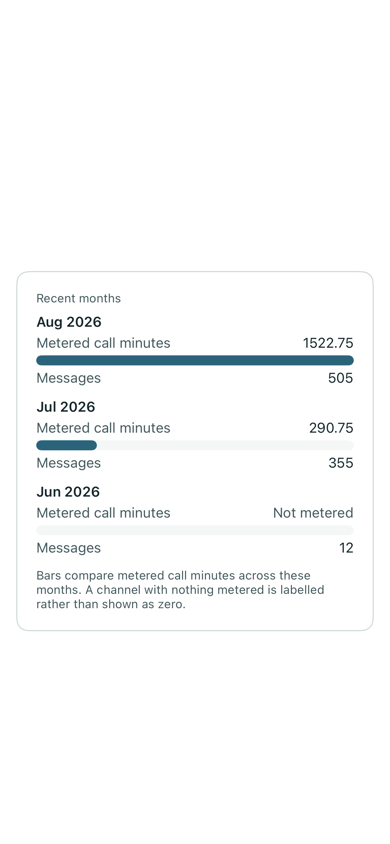 Recent months
Aug 2026
Metered call minutes 1522.75
Messages 505
Jul 2026
Metered call minutes 290.75
Messages 355
Jun 2026
Metered call minutes Not metered
Messages 12
Bars compare metered call minutes across these
months. A channel with nothing metered is labelled
rather than shown as zero.